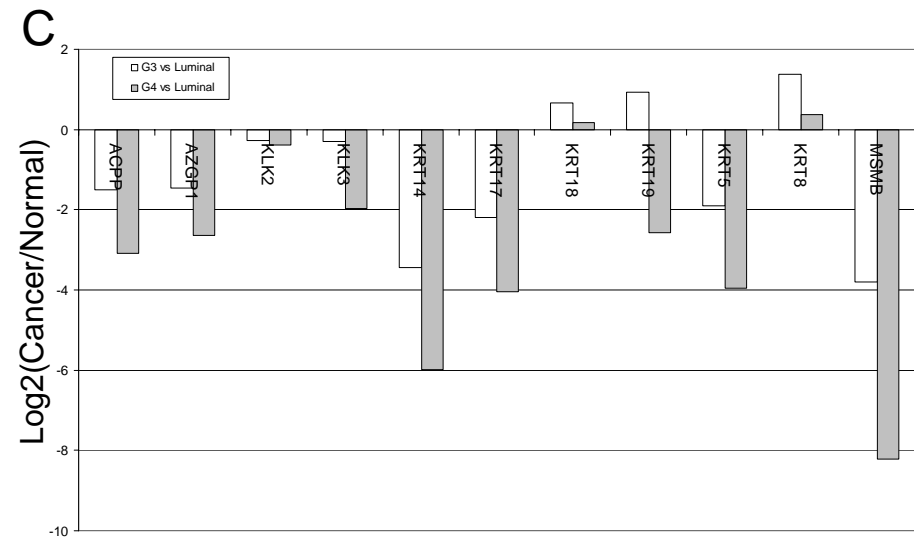 C
2
G3 vs Luminal
G4 vs Luminal
0
ACPP
AZGP1
KLK2
KLK3
KRT14
KRT17
KRT18
KRT19
KRT5
KRT8
MSMB
-2
-4
-6
-8
-10
Log2(Cancer/Normal)